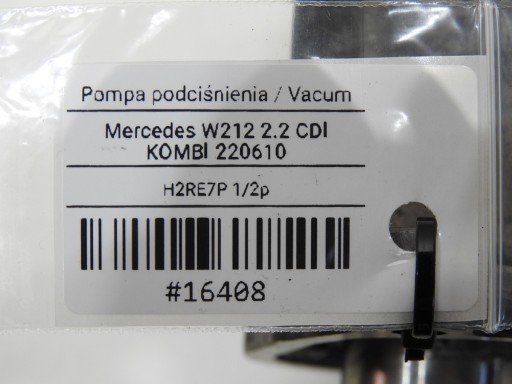 Pompa podciśnienia / Vacum
Mercedes W212 2.2 CDI
KOMBI 220610
H2RE7P 1/2p
#16408